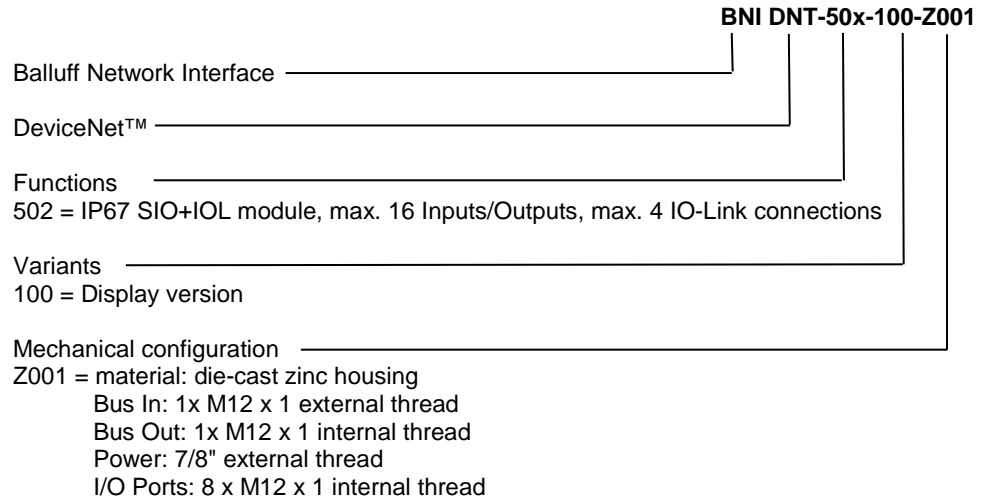 BNI DNT-50x-100-Z001
Balluff Network Interface
DeviceNet™
Functions
502 = IP67 SIO+IOL module, max. 16 Inputs/Outputs, max. 4 IO-Link connections
Variants
100 = Display version
Mechanical configuration
Z001 = material: die-cast zinc housing
Bus In: 1x M12 x 1 external thread
Bus Out: 1x M12 x 1 internal thread
Power: 7/8" external thread
I/O Ports: 8 x M12 x 1 internal thread